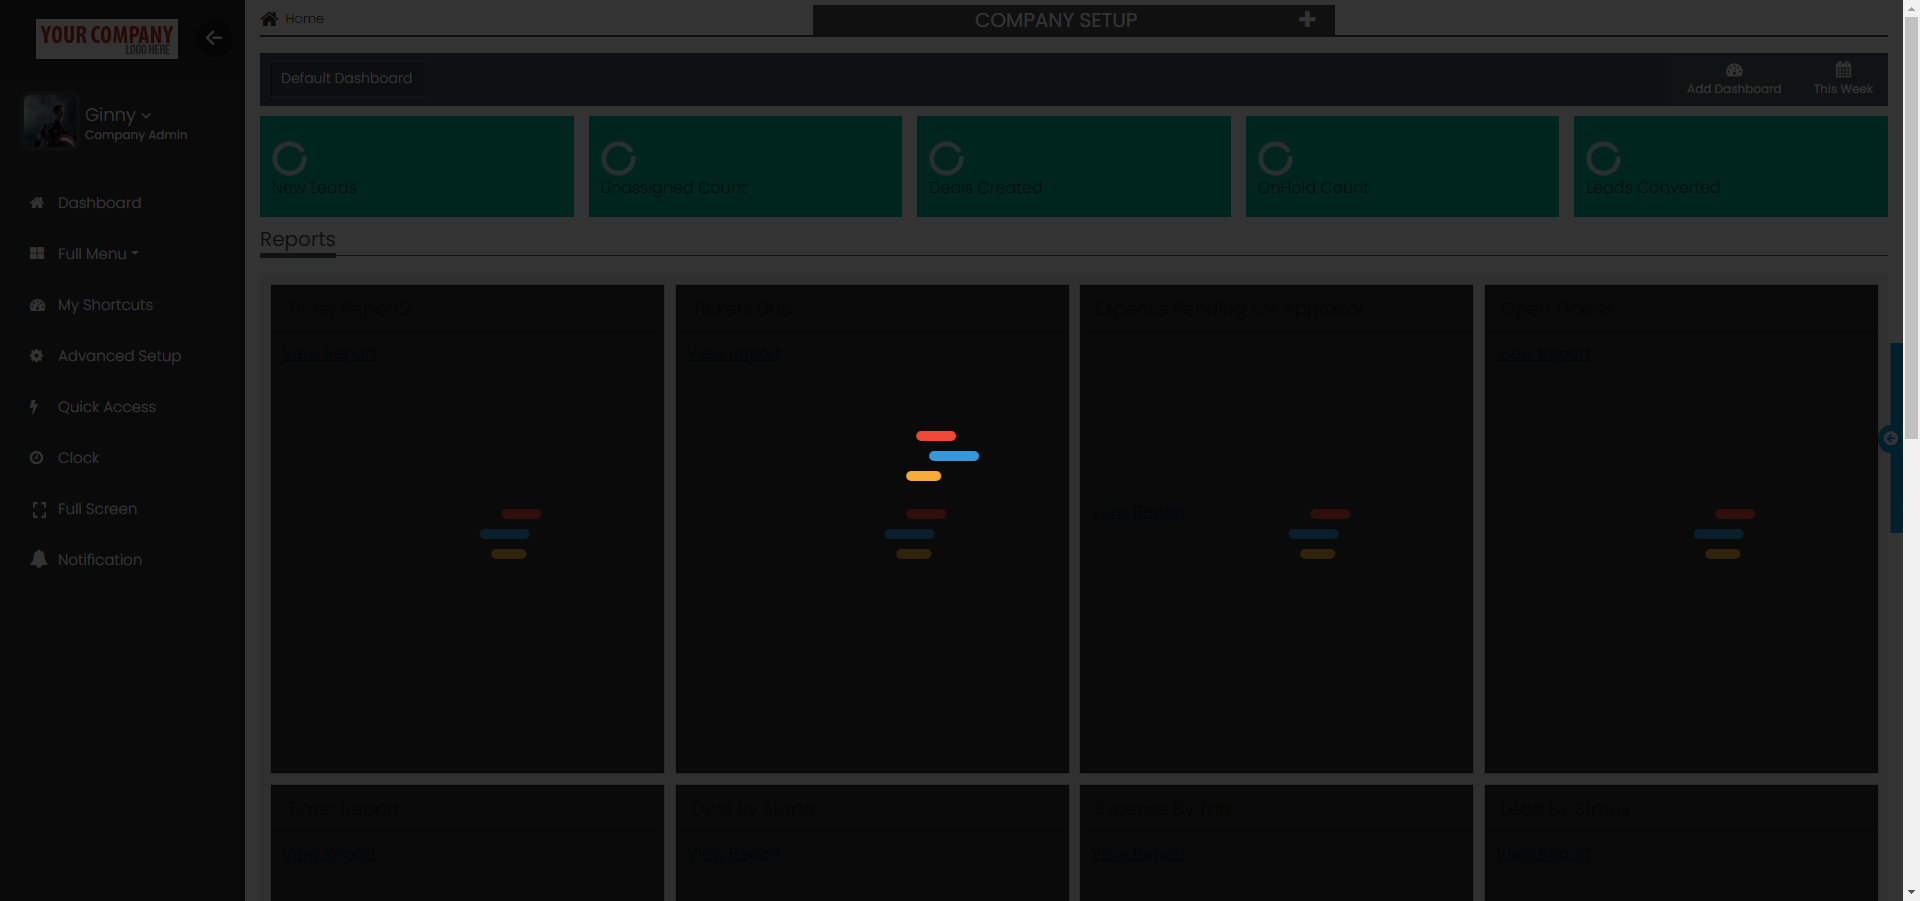 YOUR COMPANY
LOGO HERE
Home
COMPANY SETUP
Ginny
Company Admin
Dashboard
Full Menu
My Shortcuts
Advanced Setup
Quick Access
Clock
Full Screen
Notification
Default Dashboard
Add Dashboard
This Week
New Leads
Unassigned Count
Deals Created
OnHold Count
Leads Converted
Reports
Timer Report2
View Report
Tickets Due
View Report
Expense Pending For Approval
View Report
Open Tickets
View Report
Timer Report
View Report
Deal By Stage
View Report
Expense By Trip
View Report
Lead By Status
View Report